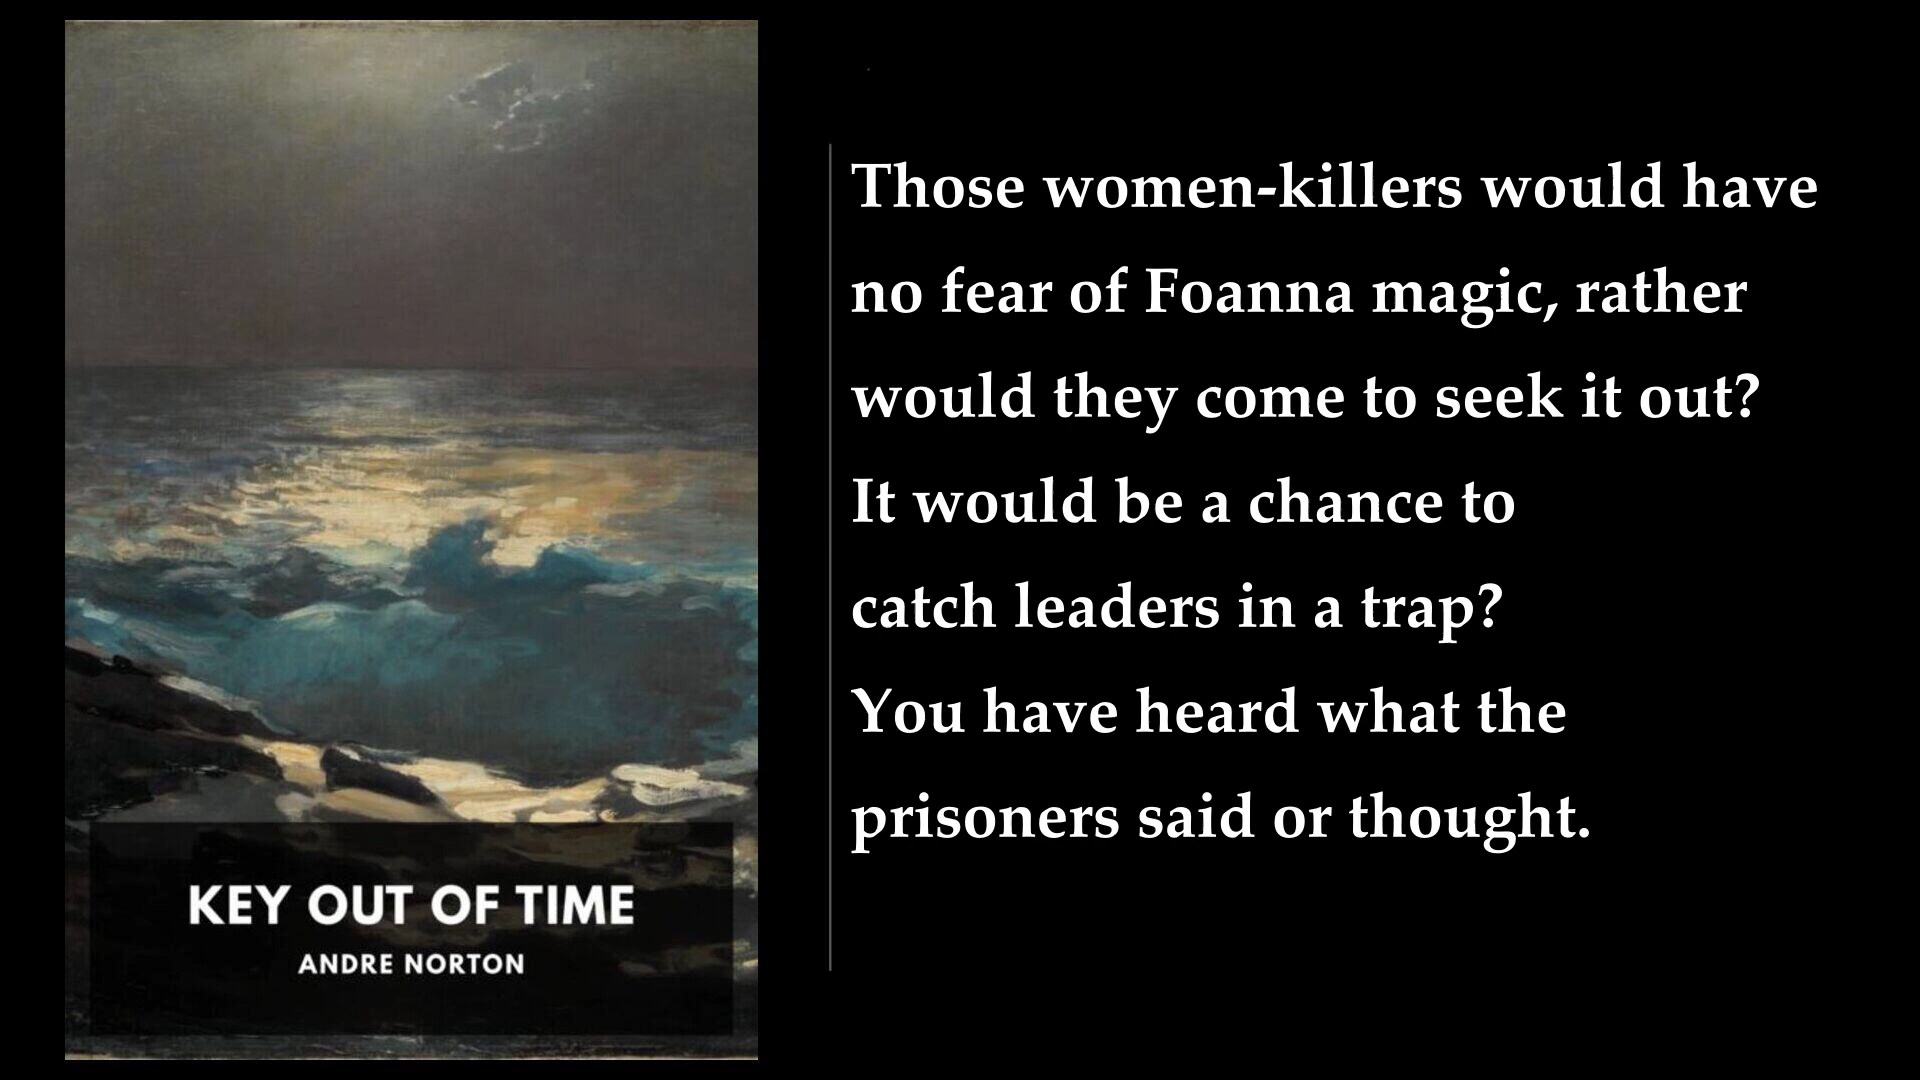 KEY OUT OF TIME
ANDRE NORTON
Those women-killers would have
no fear of Foanna magic, rather
would they come to seek it out?
It would be a chance to
catch leaders in a trap?
You have heard what the
prisoners said or thought.